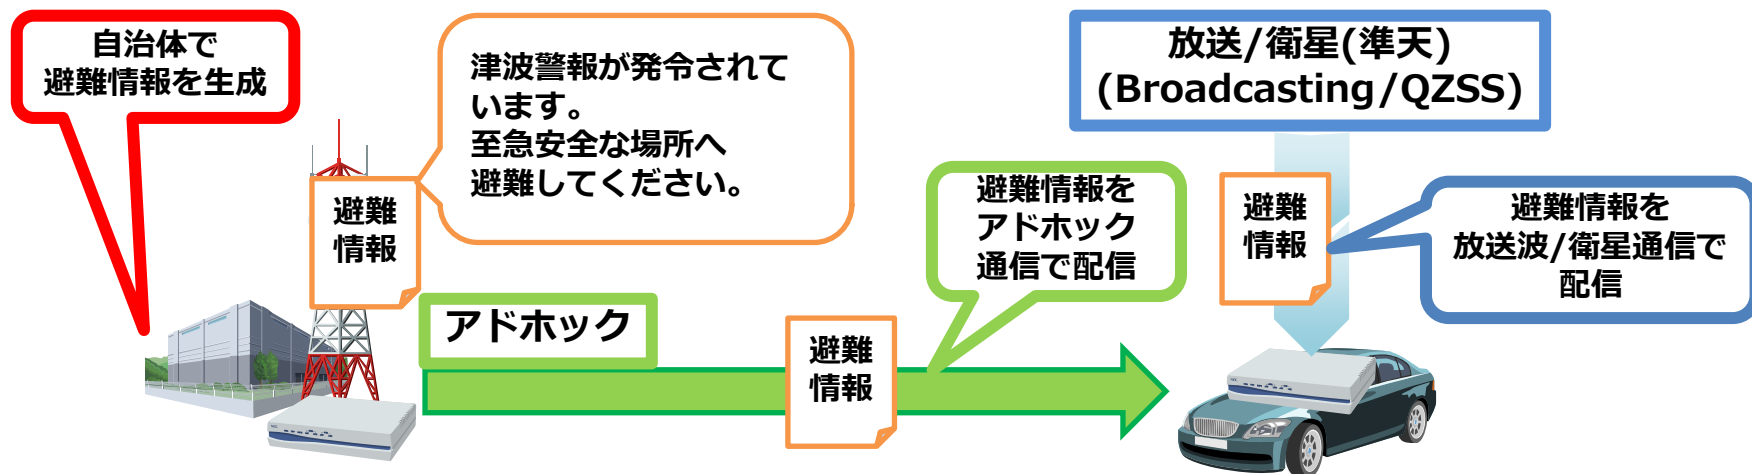 自治体で
避難情報を生成
津波警報が発令されて
います。
至急安全な場所へ
避難してください。
避難
情報
アドホック
避難
情報
避難情報を
アドホック
通信で配信
放送/衛星(準天)
(Broadcasting/QZSS)
避難
情報
避難情報を
放送波/衛星通信で
配信